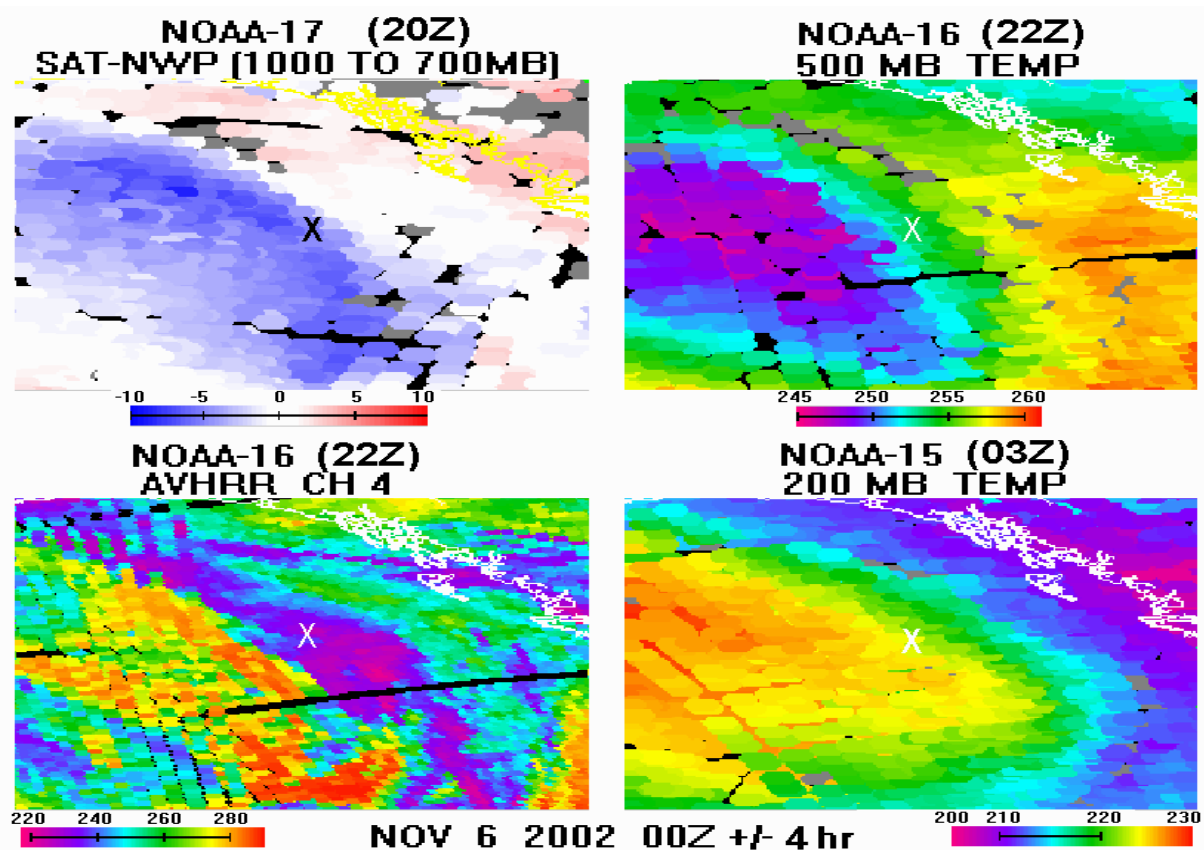 NOAA-17 (20Z)
SAT-NWP [1000 TO 700MB]
X
-10 -5 0 5 10
NOAA-16 (22Z)
500 MB TEMP
X
245 250 255 260
NOAA-16 (22Z)
AVHRR CH 4
X
220 240 260 280
NOAA-15 (03Z)
200 MB TEMP
X
200 210 220 230
NOV 6 2002 00Z +/- 4 hr